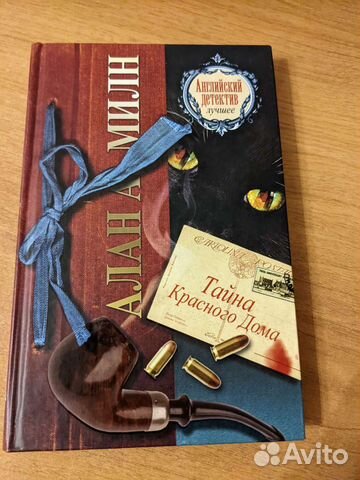 Английский
детектив
лучшее
АЛАН А. МИЛН
Тайна
Красного Дома
Avito